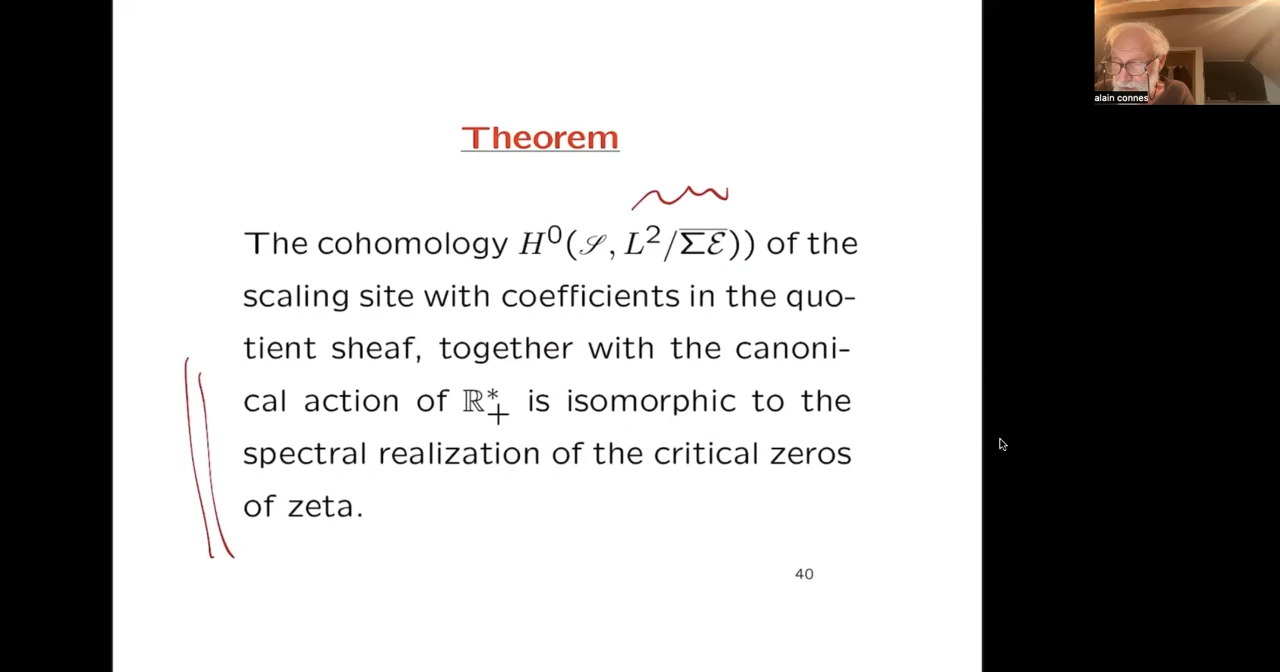 alain connes
Theorem
The cohomology H⁰(𝒮, L²/\overline{Σℰ})) of the
scaling site with coefficients in the quo-
tient sheaf, together with the canoni-
cal action of ℝ₊* is isomorphic to the
spectral realization of the critical zeros
of zeta.
40